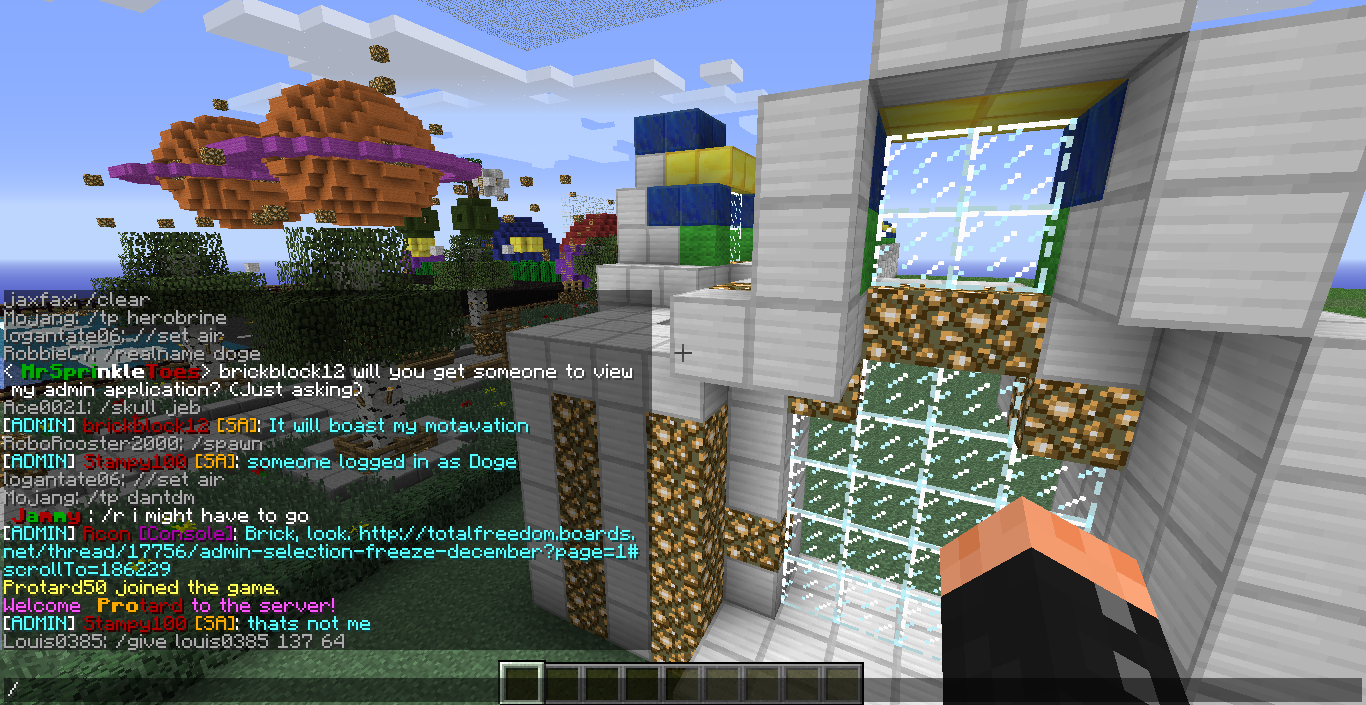 jaxfax: /clear
Mojang: /tp herobrine
logantate06: //set air
RobbieL7: /realname doge
< MrSprinkleToes> brickblock12 will you get someone to view
my admin application? (Just asking)
Ace0021: /skull jeb
[ADMIN] brickblock12 [SA]: It will boast my motavation
RoboRooster2000: /spawn
[ADMIN] Stampy100 [SA]: someone logged in as Doge
logantate06: //set air
Mojang: /tp dantdm
Janny : /r i might have to go
[ADMIN] Rcon [Console]: Brick, look, http://totalfreedom.boards.
net/thread/17756/admin-selection-freeze-december?page=1#
scrollTo=186229
Protard50 joined the game.
Welcome Protard to the server!
[ADMIN] Stampy100 [SA]: thats not me
Louis0385: /give louis0385 137 64
/